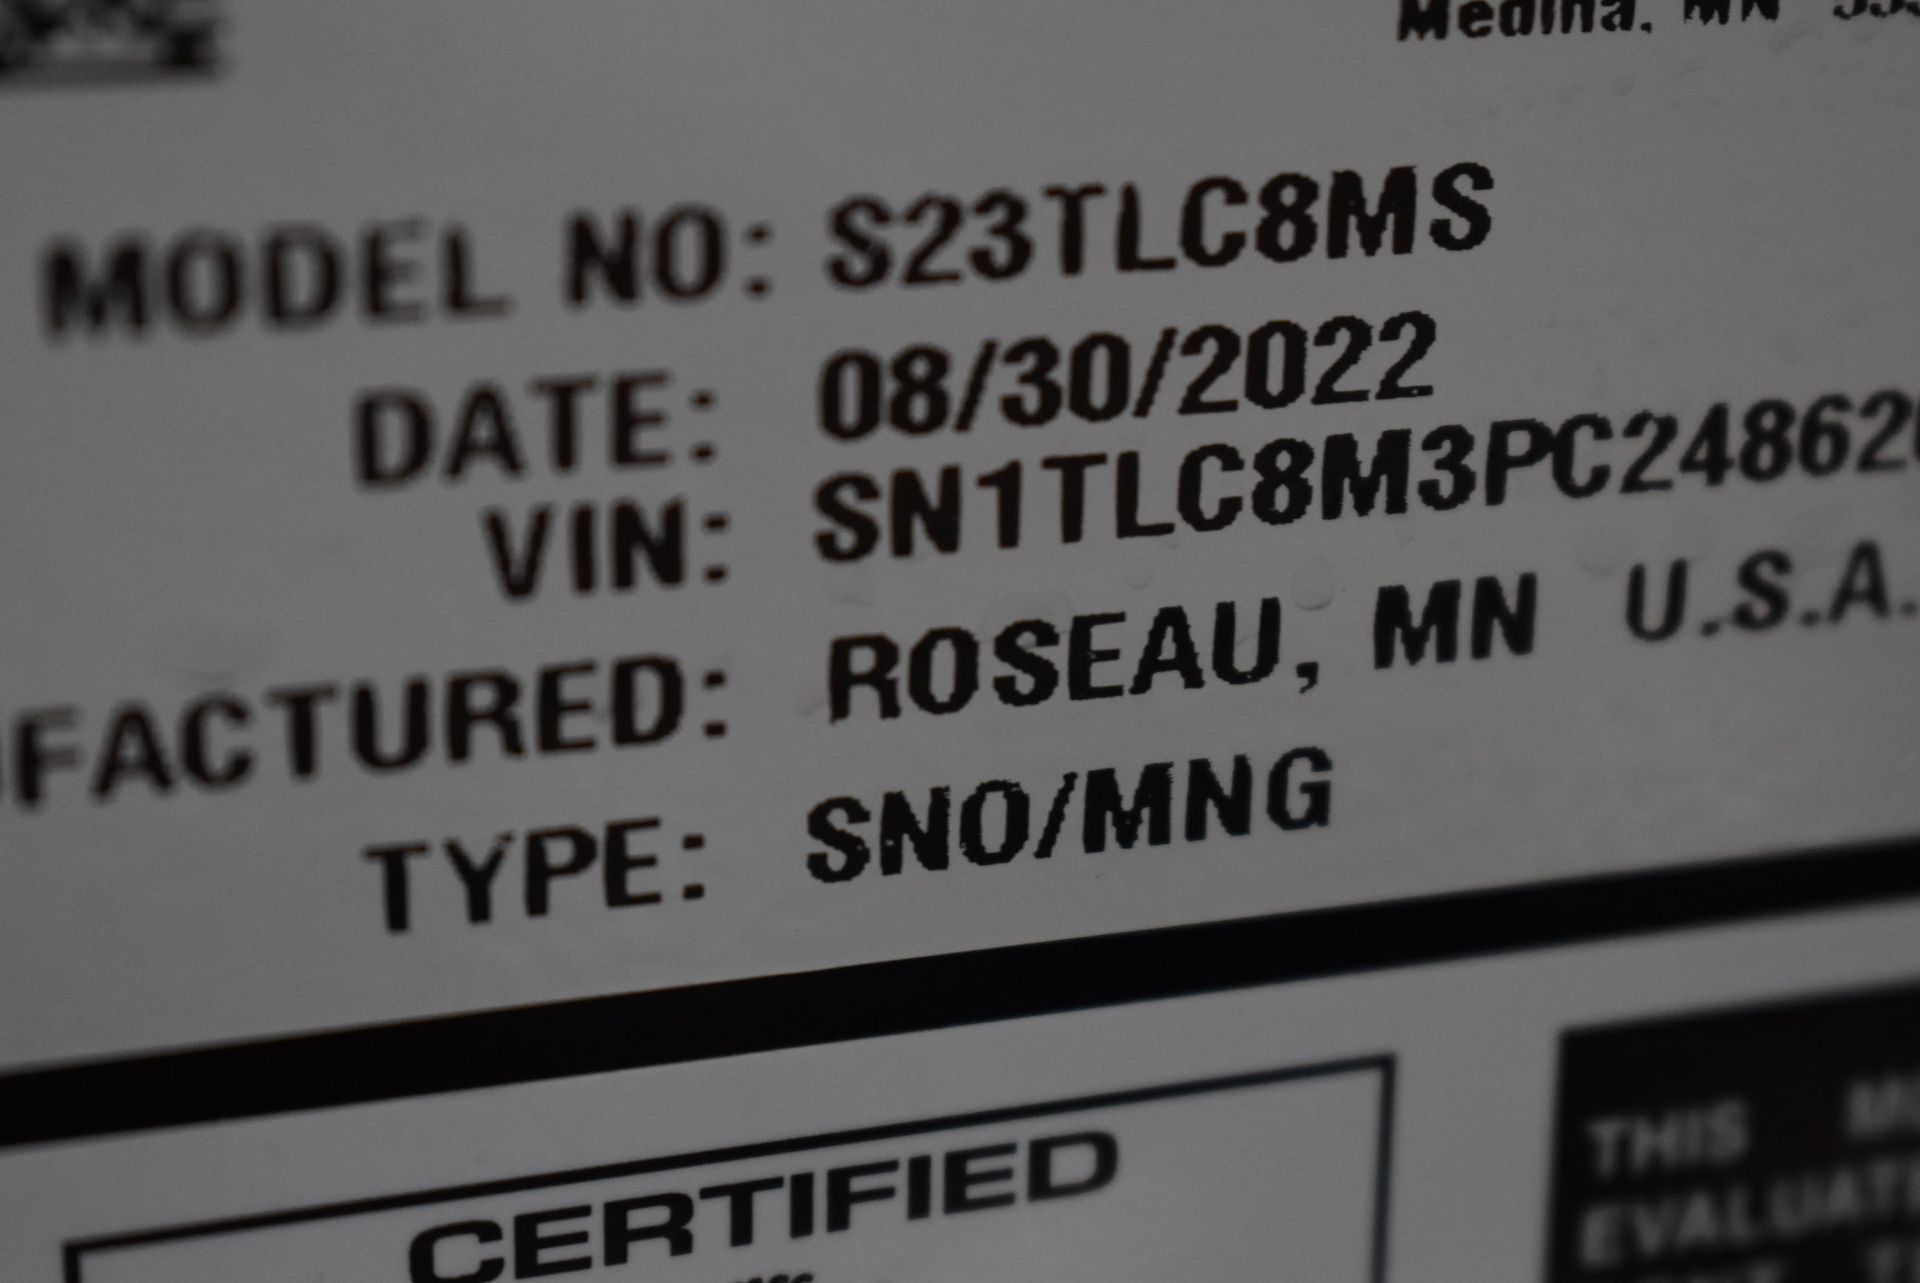 Medina, MN
MODEL NO: S23TLC8MS
DATE: 08/30/2022
VIN: SN1TLC8M3PC24862
FACTURED: ROSEAU, MN U.S.A.
TYPE: SNO/MNG
CERTIFIED
THIS